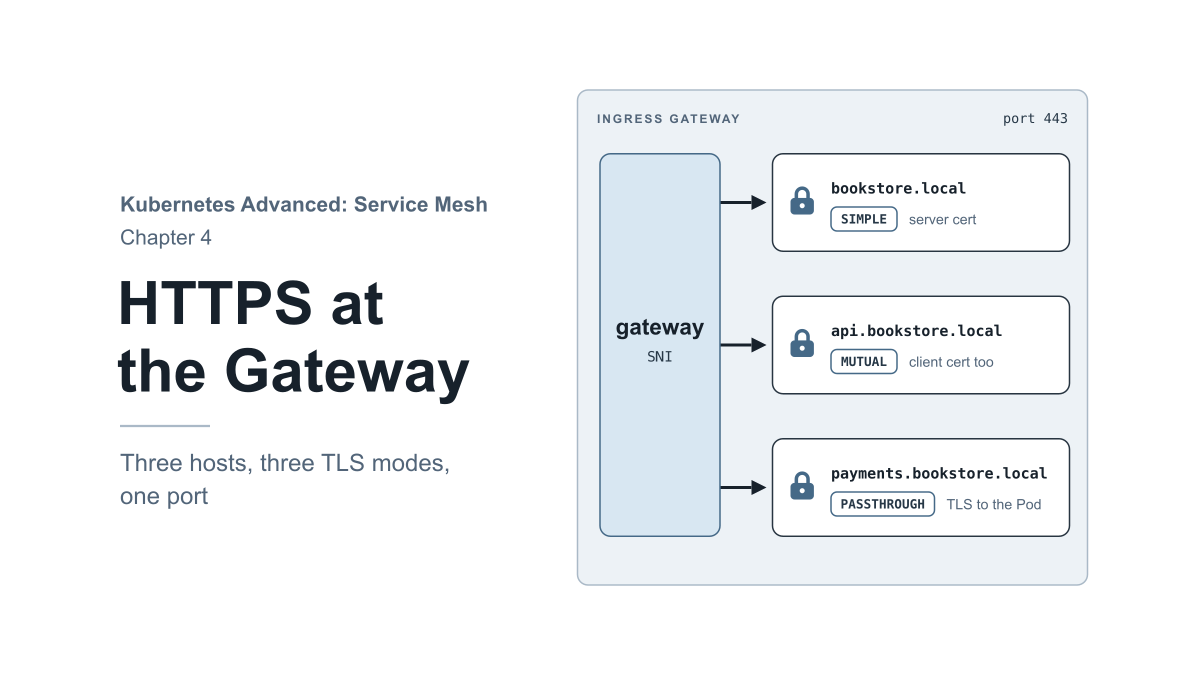 Kubernetes Advanced: Service Mesh
Chapter 4
HTTPS at
the Gateway
Three hosts, three TLS modes,
one port
INGRESS GATEWAY
port 443
gateway
SNI
bookstore.local
SIMPLE server cert
api.bookstore.local
MUTUAL client cert too
payments.bookstore.local
PASSTHROUGH TLS to the Pod